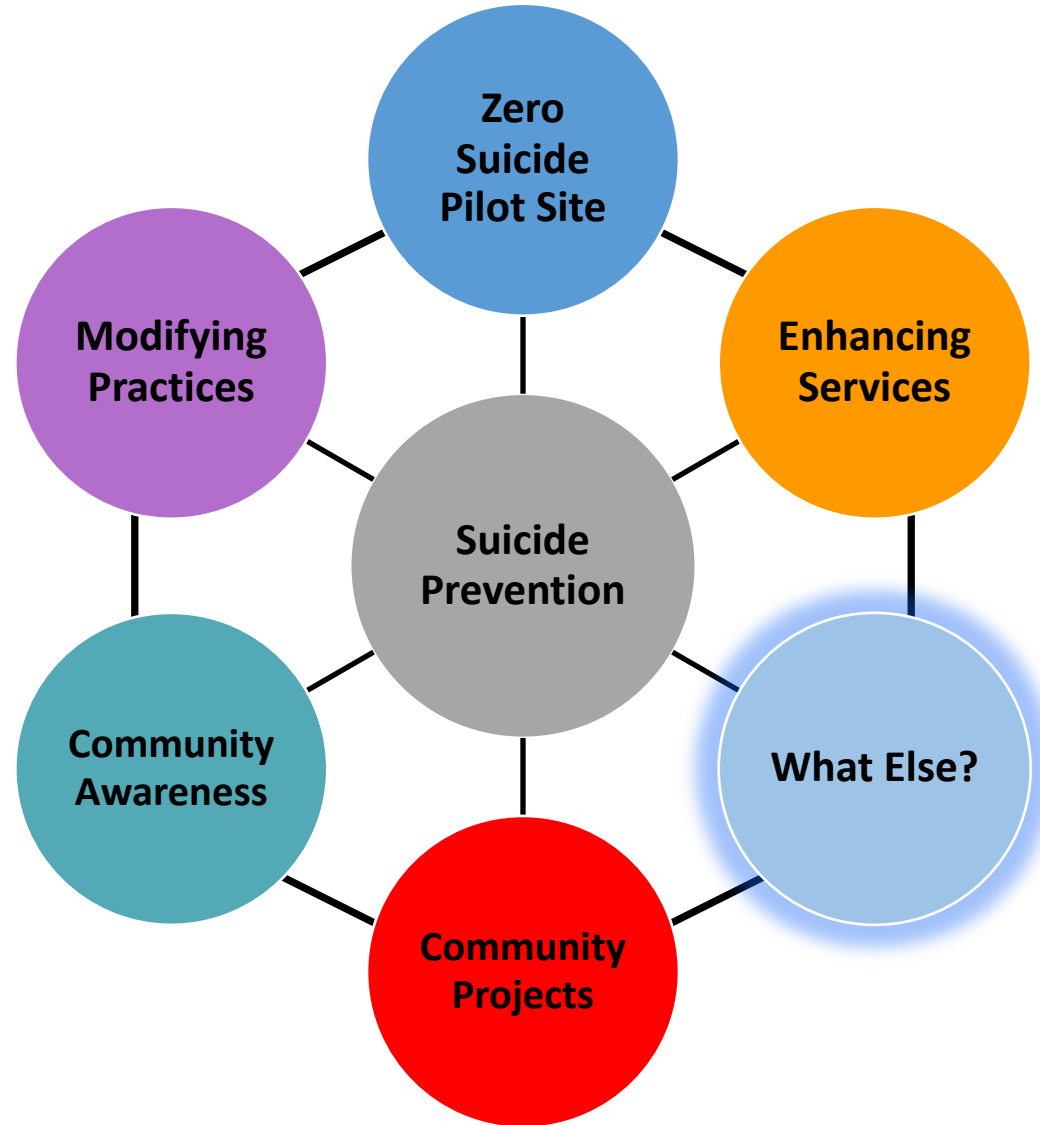 Zero
Suicide
Pilot Site
Modifying
Practices
Enhancing
Services
Suicide
Prevention
Community
Awareness
What Else?
Community
Projects